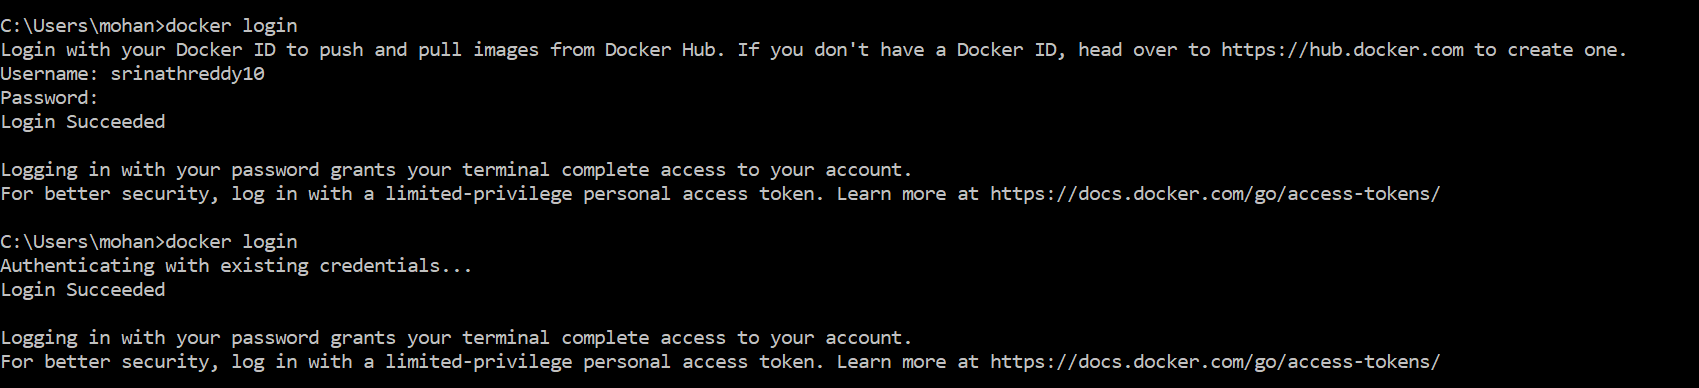 C:\Users\mohan>docker login
Login with your Docker ID to push and pull images from Docker Hub. If you don't have a Docker ID, head over to https://hub.docker.com to create one.
Username: srinathreddy10
Password:
Login Succeeded
Logging in with your password grants your terminal complete access to your account.
For better security, log in with a limited-privilege personal access token. Learn more at https://docs.docker.com/go/access-tokens/
C:\Users\mohan>docker login
Authenticating with existing credentials...
Login Succeeded
Logging in with your password grants your terminal complete access to your account.
For better security, log in with a limited-privilege personal access token. Learn more at https://docs.docker.com/go/access-tokens/